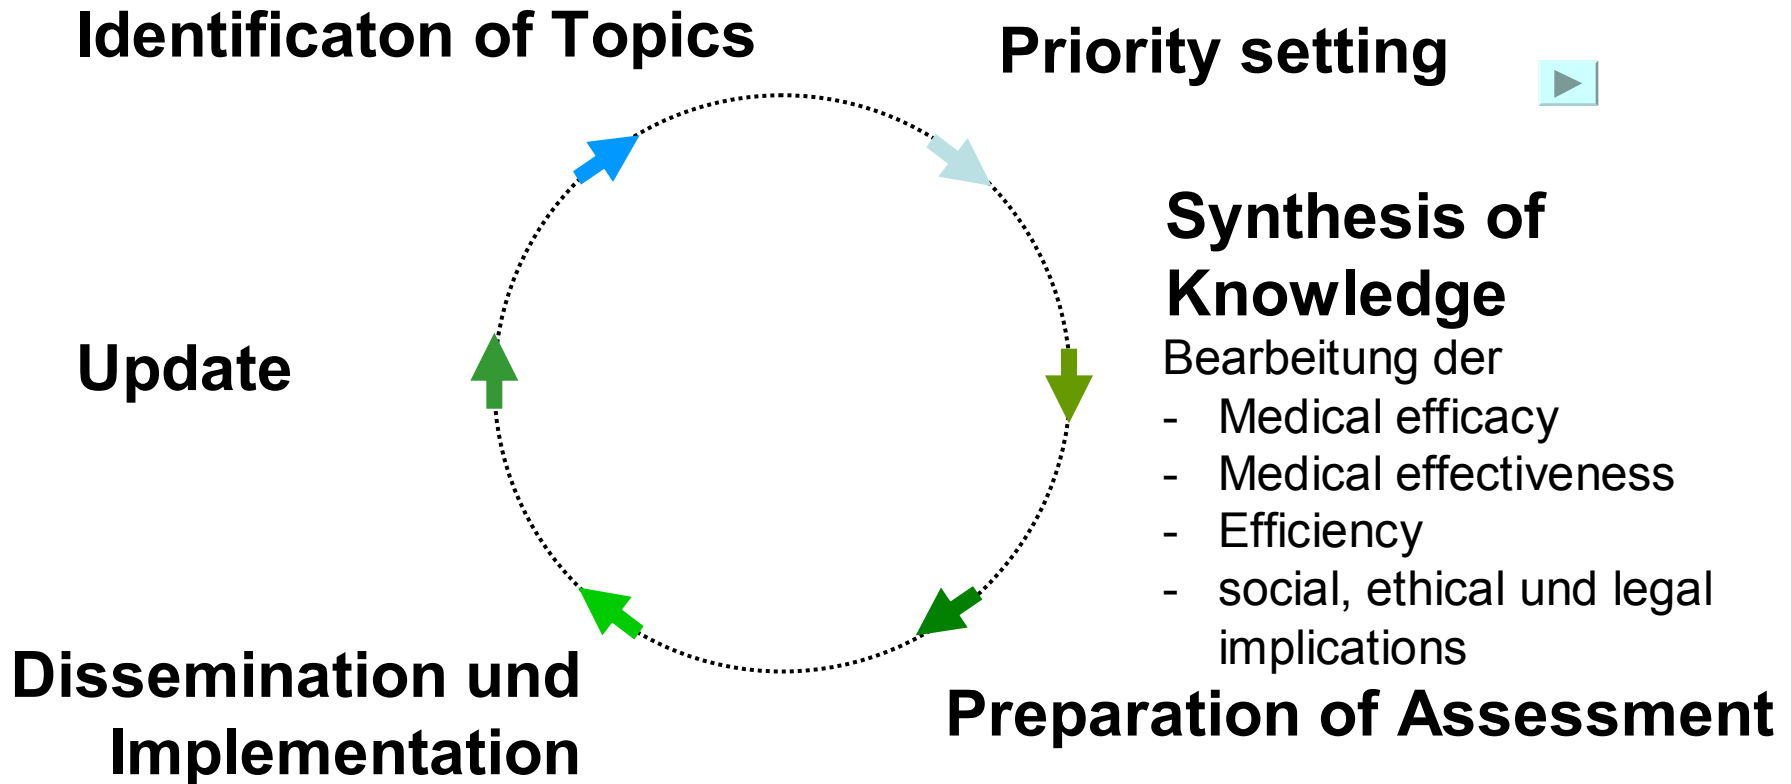 Identificaton of Topics
Priority setting
Synthesis of
Knowledge
Bearbeitung der
- Medical efficacy
- Medical effectiveness
- Efficiency
- social, ethical und legal
implications
Preparation of Assessment
Dissemination und
Implementation
Update